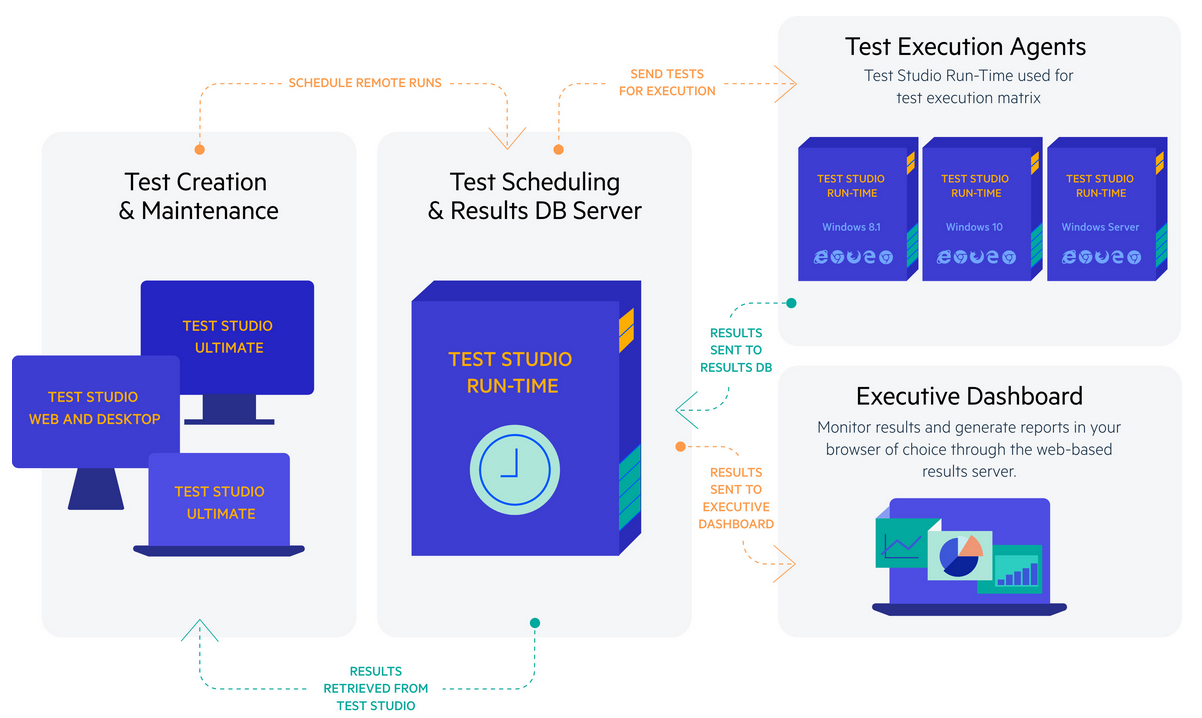 SCHEDULE REMOTE RUNS
SEND TESTS
FOR EXECUTION
Test Creation
& Maintenance
TEST STUDIO
ULTIMATE
TEST STUDIO
WEB AND DESKTOP
TEST STUDIO
ULTIMATE
Test Scheduling
& Results DB Server
TEST STUDIO
RUN-TIME
Test Execution Agents
Test Studio Run-Time used for
test execution matrix
TEST STUDIO
RUN-TIME
Windows 8.1
TEST STUDIO
RUN-TIME
Windows 10
TEST STUDIO
RUN-TIME
Windows Server
RESULTS
SENT TO
RESULTS DB
RESULTS
SENT TO
EXECUTIVE
DASHBOARD
Executive Dashboard
Monitor results and generate reports in your
browser of choice through the web-based
results server.
RESULTS
RETRIEVED FROM
TEST STUDIO